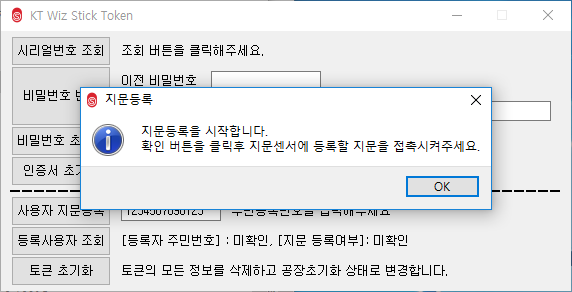 KT Wiz Stick Token
시리얼번호 조회 조회 버튼을 클릭해주세요.
비밀번호 이전 비밀번호
지문등록
지문등록을 시작합니다.
확인 버튼을 클릭후 지문센서에 등록할 지문을 접촉시켜주세요.
OK
비밀번호 초
인증서 초기
사용자 지문등록 1234567890123 주민등록번호를 입력해주세요
등록사용자 조회 [등록자 주민번호] : 미확인, [지문 등록여부]: 미확인
토큰 초기화 토큰의 모든 정보를 삭제하고 공장초기화 상태로 변경합니다.